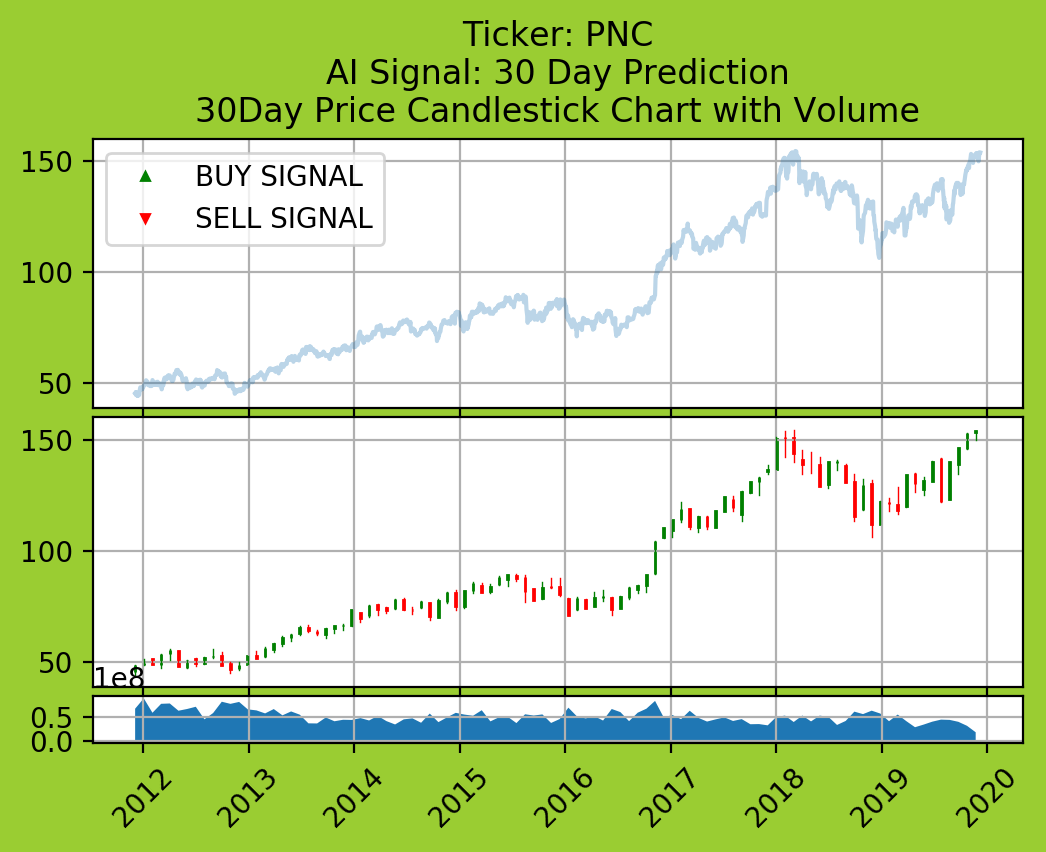 Ticker: PNC
AI Signal: 30 Day Prediction
30Day Price Candlestick Chart with Volume
150
BUY SIGNAL
SELL SIGNAL
100
50
150
100
50
1e8
0.5
0.0
2012 2013 2014 2015 2016 2017 2018 2019 2020